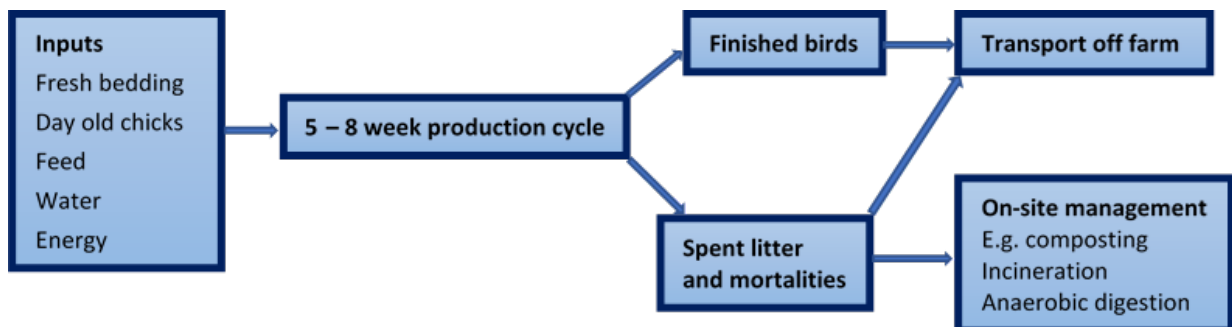 Inputs
Fresh bedding
Day old chicks
Feed
Water
Energy
5 – 8 week production cycle
Finished birds
Transport off farm
Spent litter
and mortalities
On-site management
E.g. composting
Incineration
Anaerobic digestion